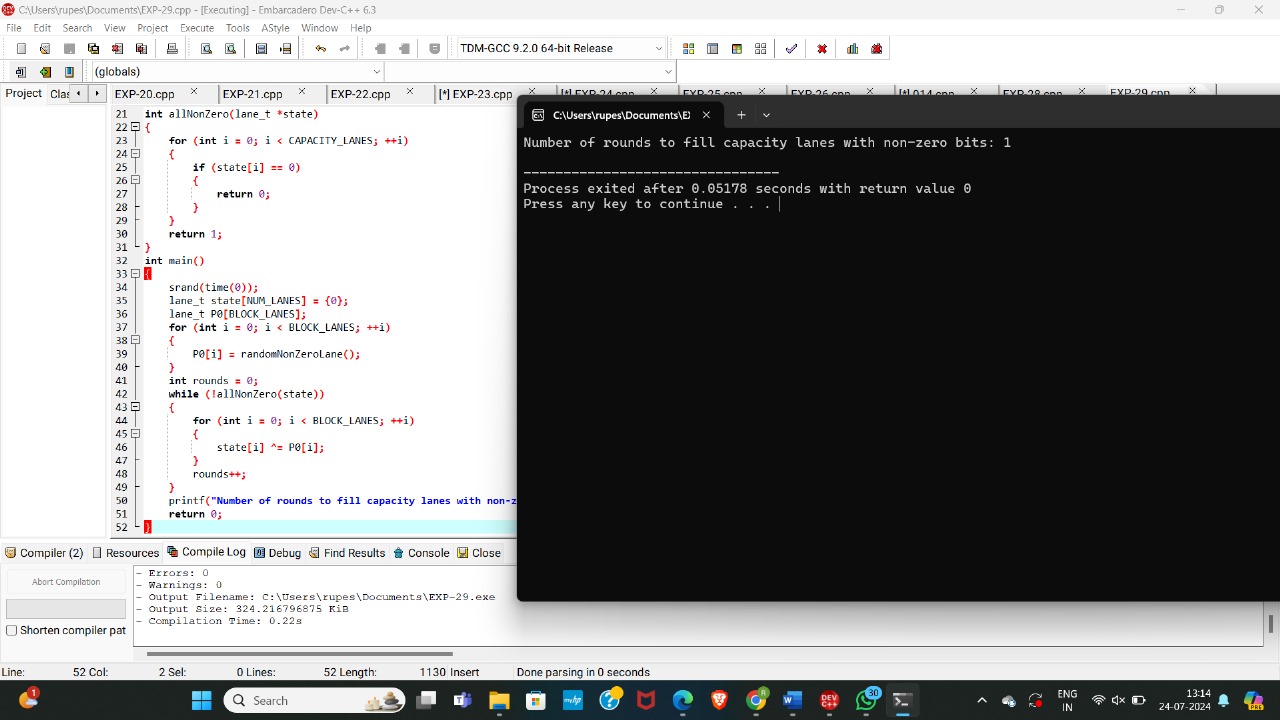 C:\Users\rupes\Documents\EXP-29.cpp - [Executing] - Embarcadero Dev-C++ 6.3
File Edit Search View Project Execute Tools AStyle Window Help
TDM-GCC 9.2.0 64-bit Release
(globals)
Project Clas EXP-20.cpp EXP-21.cpp EXP-22.cpp [*] EXP-23.cpp [*] EXP-24.cpp EXP-25.cpp EXP-26.cpp [*] 014.cpp EXP-28.cpp EXP-29.cpp
21 int allNonZero(lane_t *state)
22 {
23 for (int i = 0; i < CAPACITY_LANES; ++i)
24 {
25 if (state[i] == 0)
26 {
27 return 0;
28 }
29 }
30 return 1;
31 }
32 int main()
33 {
34 srand(time(0));
35 lane_t state[NUM_LANES] = {0};
36 lane_t P0[BLOCK_LANES];
37 for (int i = 0; i < BLOCK_LANES; ++i)
38 {
39 P0[i] = randomNonZeroLane();
40 }
41 int rounds = 0;
42 while (!allNonZero(state))
43 {
44 for (int i = 0; i < BLOCK_LANES; ++i)
45 {
46 state[i] ^= P0[i];
47 }
48 rounds++;
49 }
50 printf("Number of rounds to fill capacity lanes with non-z
51 return 0;
52 }
C:\Users\rupes\Documents\E)
Number of rounds to fill capacity lanes with non-zero bits: 1
--------------------------------
Process exited after 0.05178 seconds with return value 0
Press any key to continue . . .
Compiler (2) Resources Compile Log Debug Find Results Console Close
Abort Compilation
Shorten compiler pat
- Errors: 0
- Warnings: 0
- Output Filename: C:\Users\rupes\Documents\EXP-29.exe
- Output Size: 324.216796875 KiB
- Compilation Time: 0.22s
Line: 52 Col: 2 Sel: 0 Lines: 52 Length: 1130 Insert Done parsing in 0 seconds
1
Search
30
ENG
IN
13:14
24-07-2024